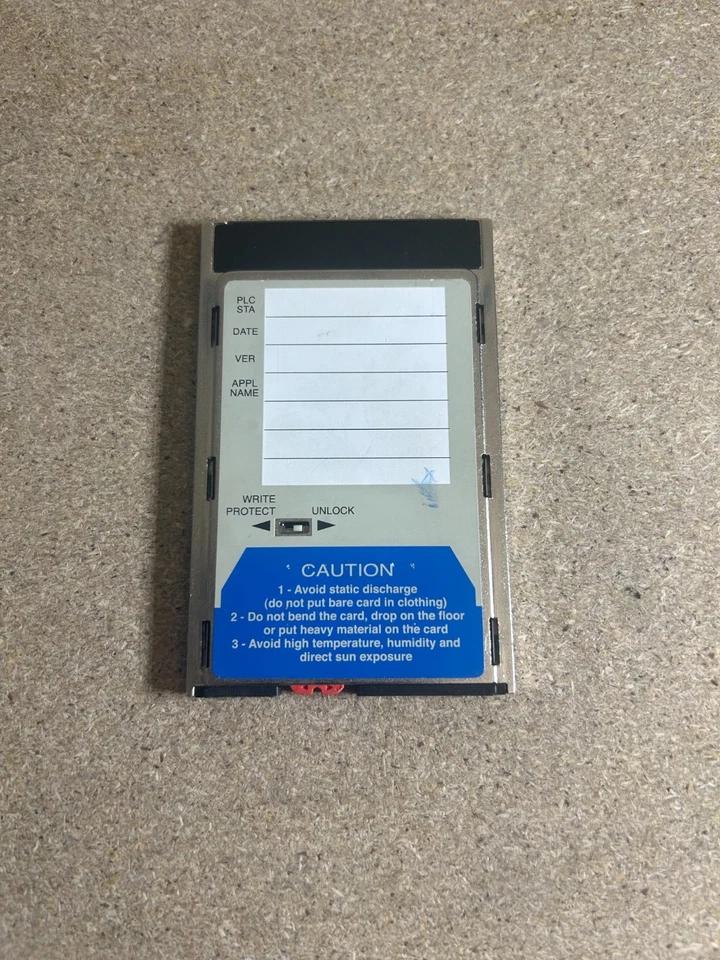 PLC
STA
DATE
VER
APPL
NAME
WRITE
PROTECT
UNLOCK
CAUTION
1 - Avoid static discharge
(do not put bare card in clothing)
2 - Do not bend the card, drop on the floor
or put heavy material on the card
3 - Avoid high temperature, humidity and
direct sun exposure